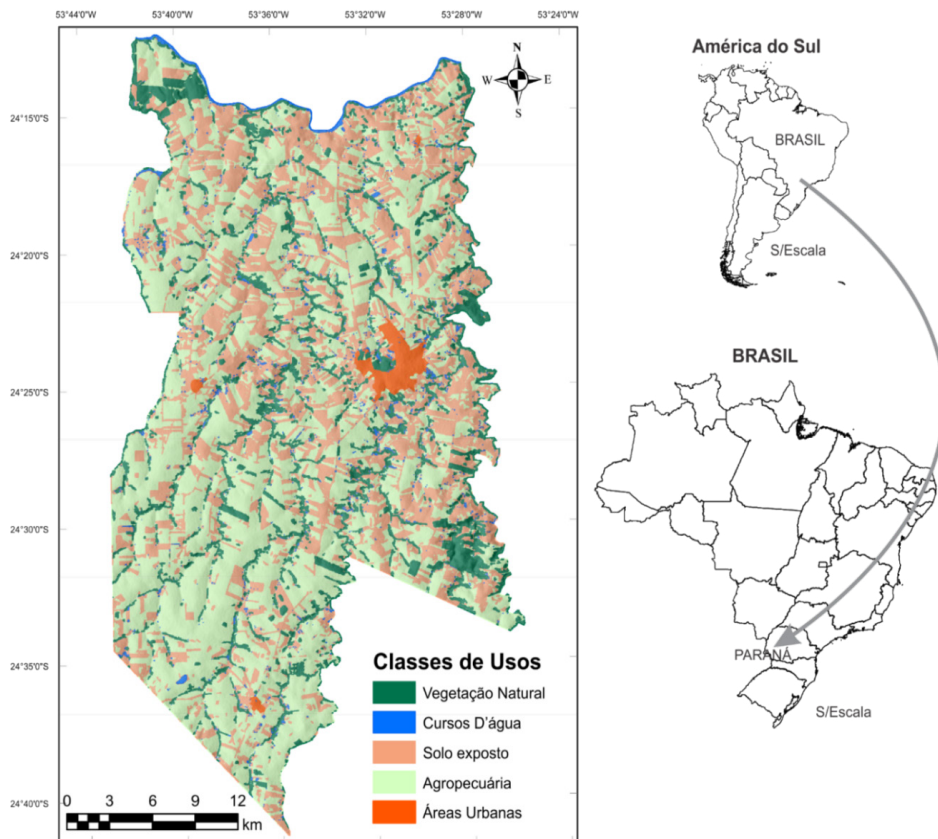 53°44'0"W 53°40'0"W 53°36'0"W 53°32'0"W 53°28'0"W 53°24'0"W
24°15'0"S
24°20'0"S
24°25'0"S
24°30'0"S
24°35'0"S
24°40'0"S
N
W E
S
Classes de Usos
Vegetação Natural
Cursos D'água
Solo exposto
Agropecuária
Áreas Urbanas
0 3 6 9 12
km
América do Sul
BRASIL
S/Escala
BRASIL
PARANÁ
S/Escala